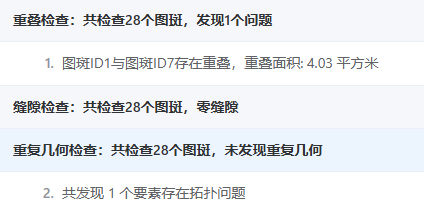 重叠检查：共检查28个图斑，发现1个问题
1. 图斑ID1与图斑ID7存在重叠，重叠面积: 4.03 平方米
缝隙检查：共检查28个图斑，零缝隙
重复几何检查：共检查28个图斑，未发现重复几何
2. 共发现 1 个要素存在拓扑问题